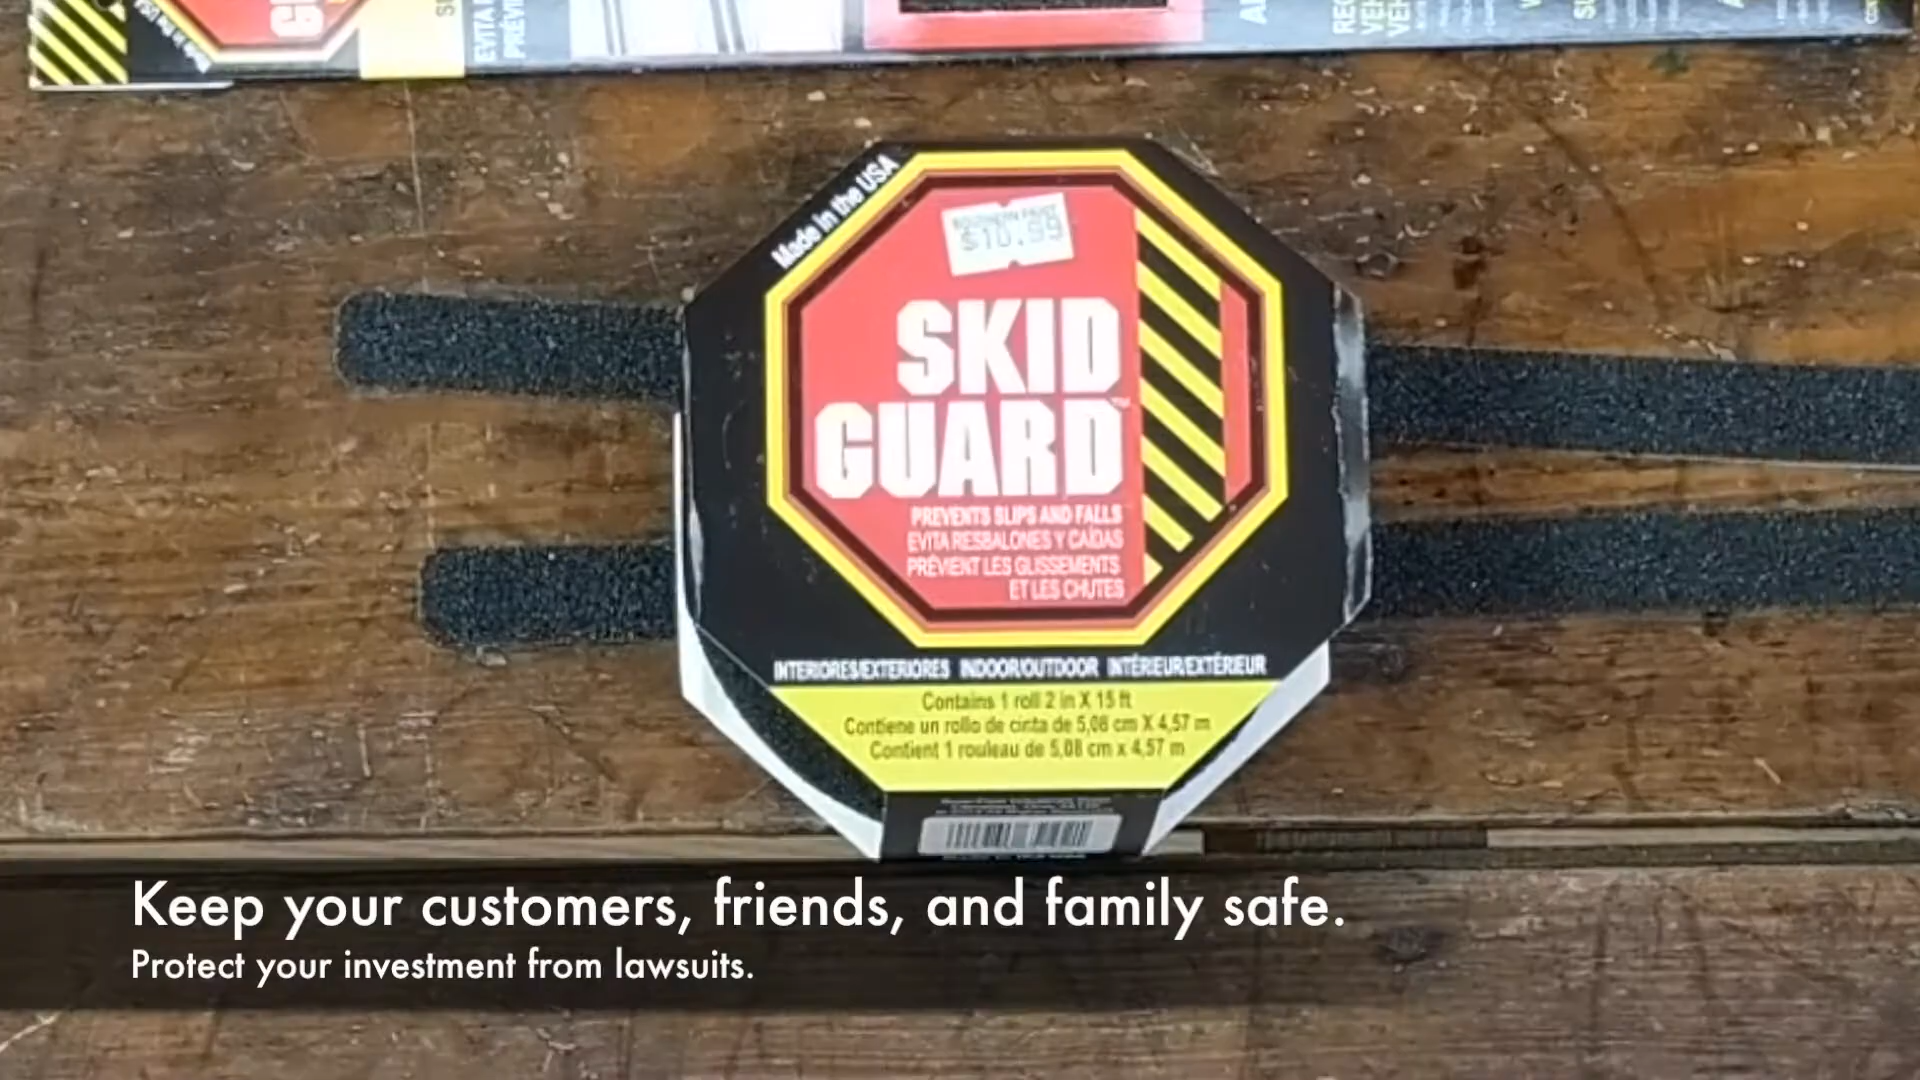 Made in the USA
$10.99
SKID
GUARD™
PREVENTS SLIPS AND FALLS
EVITA RESBALONES Y CAÍDAS
PRÉVIENT LES GLISSEMENTS
ET LES CHUTES
INTERIORES/EXTERIORES INDOOR/OUTDOOR INTÉRIEUR/EXTÉRIEUR
Contains 1 roll 2 in X 15 ft
Contiene un rollo de cinta de 5,08 cm X 4,57 m
Contient 1 rouleau de 5,08 cm x 4,57 m
Keep your customers, friends, and family safe.
Protect your investment from lawsuits.